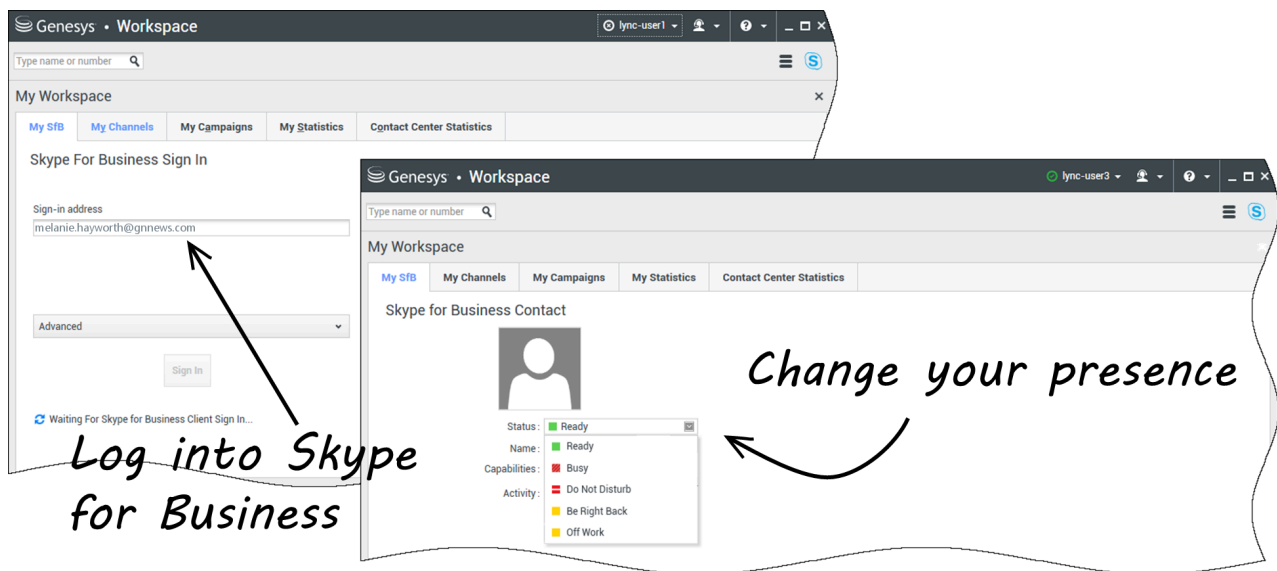 Genesys • Workspace
lync-user1
Type name or number
My Workspace
My SfB My Channels My Campaigns My Statistics Contact Center Statistics
Skype For Business Sign In
Sign-in address
melanie.hayworth@gnnews.com
Advanced
Sign In
Waiting For Skype for Business Client Sign In...
Log into Skype
for Business
Genesys • Workspace
lync-user3
Type name or number
My Workspace
My SfB My Channels My Campaigns My Statistics Contact Center Statistics
Skype for Business Contact
Status: Ready
Name:
Capabilities:
Activity:
Ready
Busy
Do Not Disturb
Be Right Back
Off Work
Change your presence